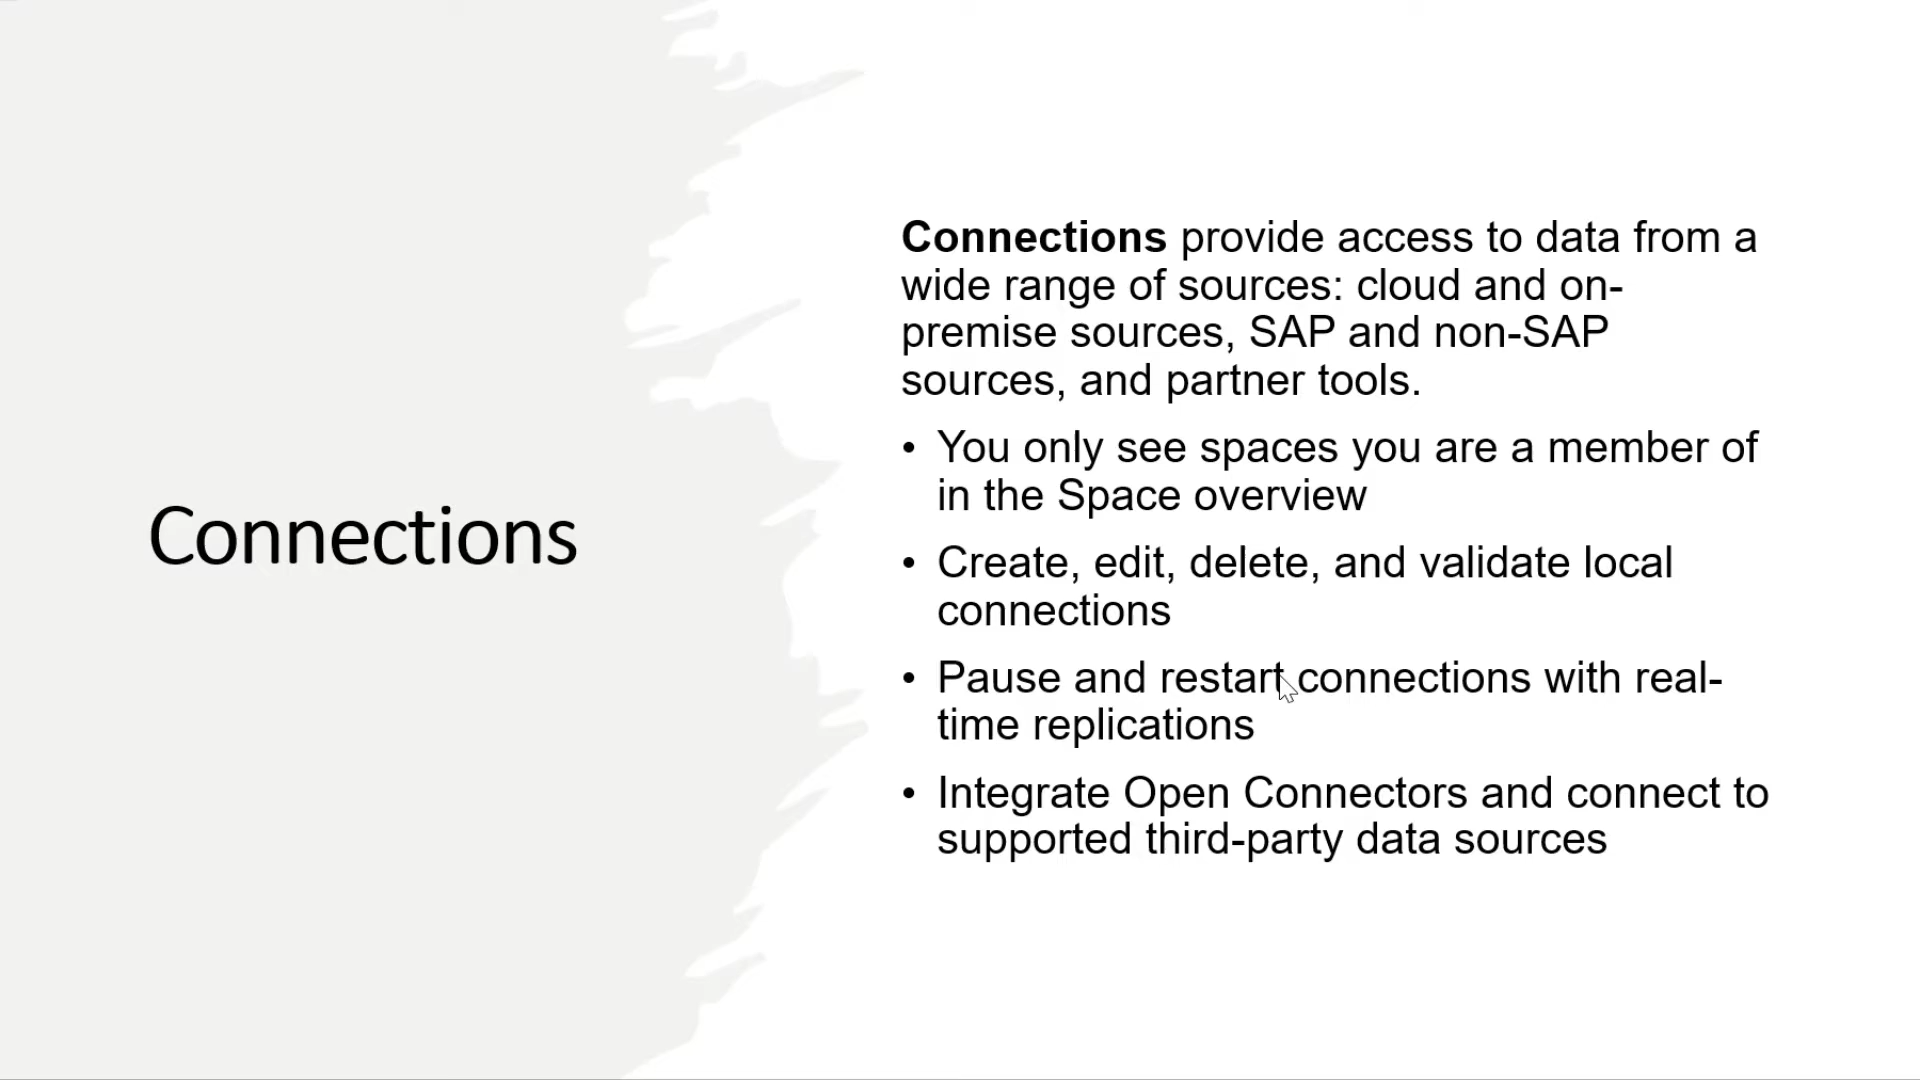 Connections
Connections provide access to data from a
wide range of sources: cloud and on-
premise sources, SAP and non-SAP
sources, and partner tools.
• You only see spaces you are a member of
in the Space overview
• Create, edit, delete, and validate local
connections
• Pause and restart connections with real-
time replications
• Integrate Open Connectors and connect to
supported third-party data sources